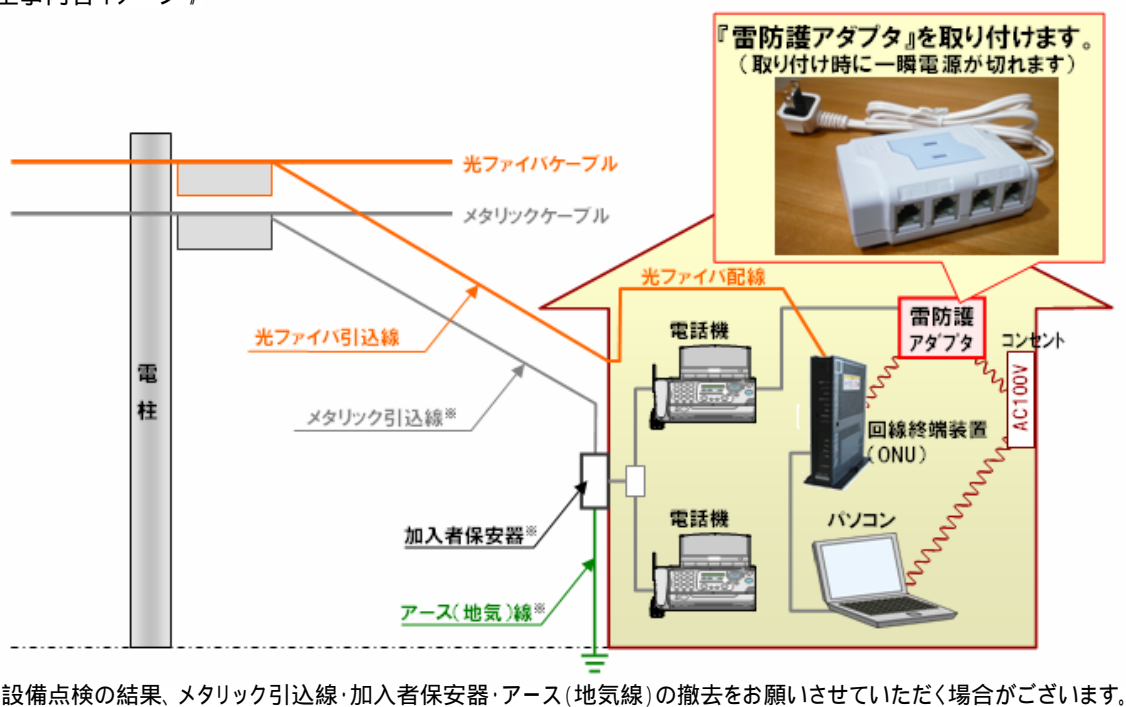 工事内容イメージ》
『雷防護アダプタ』を取り付けます。
（取り付け時に一瞬電源が切れます）
光ファイバケーブル
メタリックケーブル
光ファイバ配線
雷防護
アダプタ
コンセント
AC100V
電話機
光ファイバ引込線
電柱
メタリック引込線※
回線終端装置
（ONU）
加入者保安器※
電話機
パソコン
アース(地気)線※
設備点検の結果、メタリック引込線・加入者保安器・アース(地気線)の撤去をお願いさせていただく場合がございます。